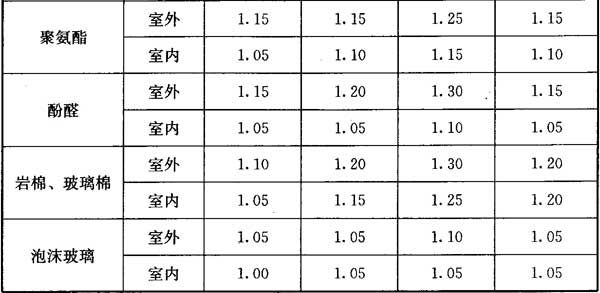 聚氨酯 室外 1.15 1.15 1.25 1.15
室内 1.05 1.10 1.15 1.10
酚醛 室外 1.15 1.20 1.30 1.15
室内 1.05 1.05 1.10 1.05
岩棉、玻璃棉 室外 1.10 1.20 1.30 1.20
室内 1.05 1.15 1.25 1.20
泡沫玻璃 室外 1.05 1.05 1.10 1.05
室内 1.00 1.05 1.05 1.05